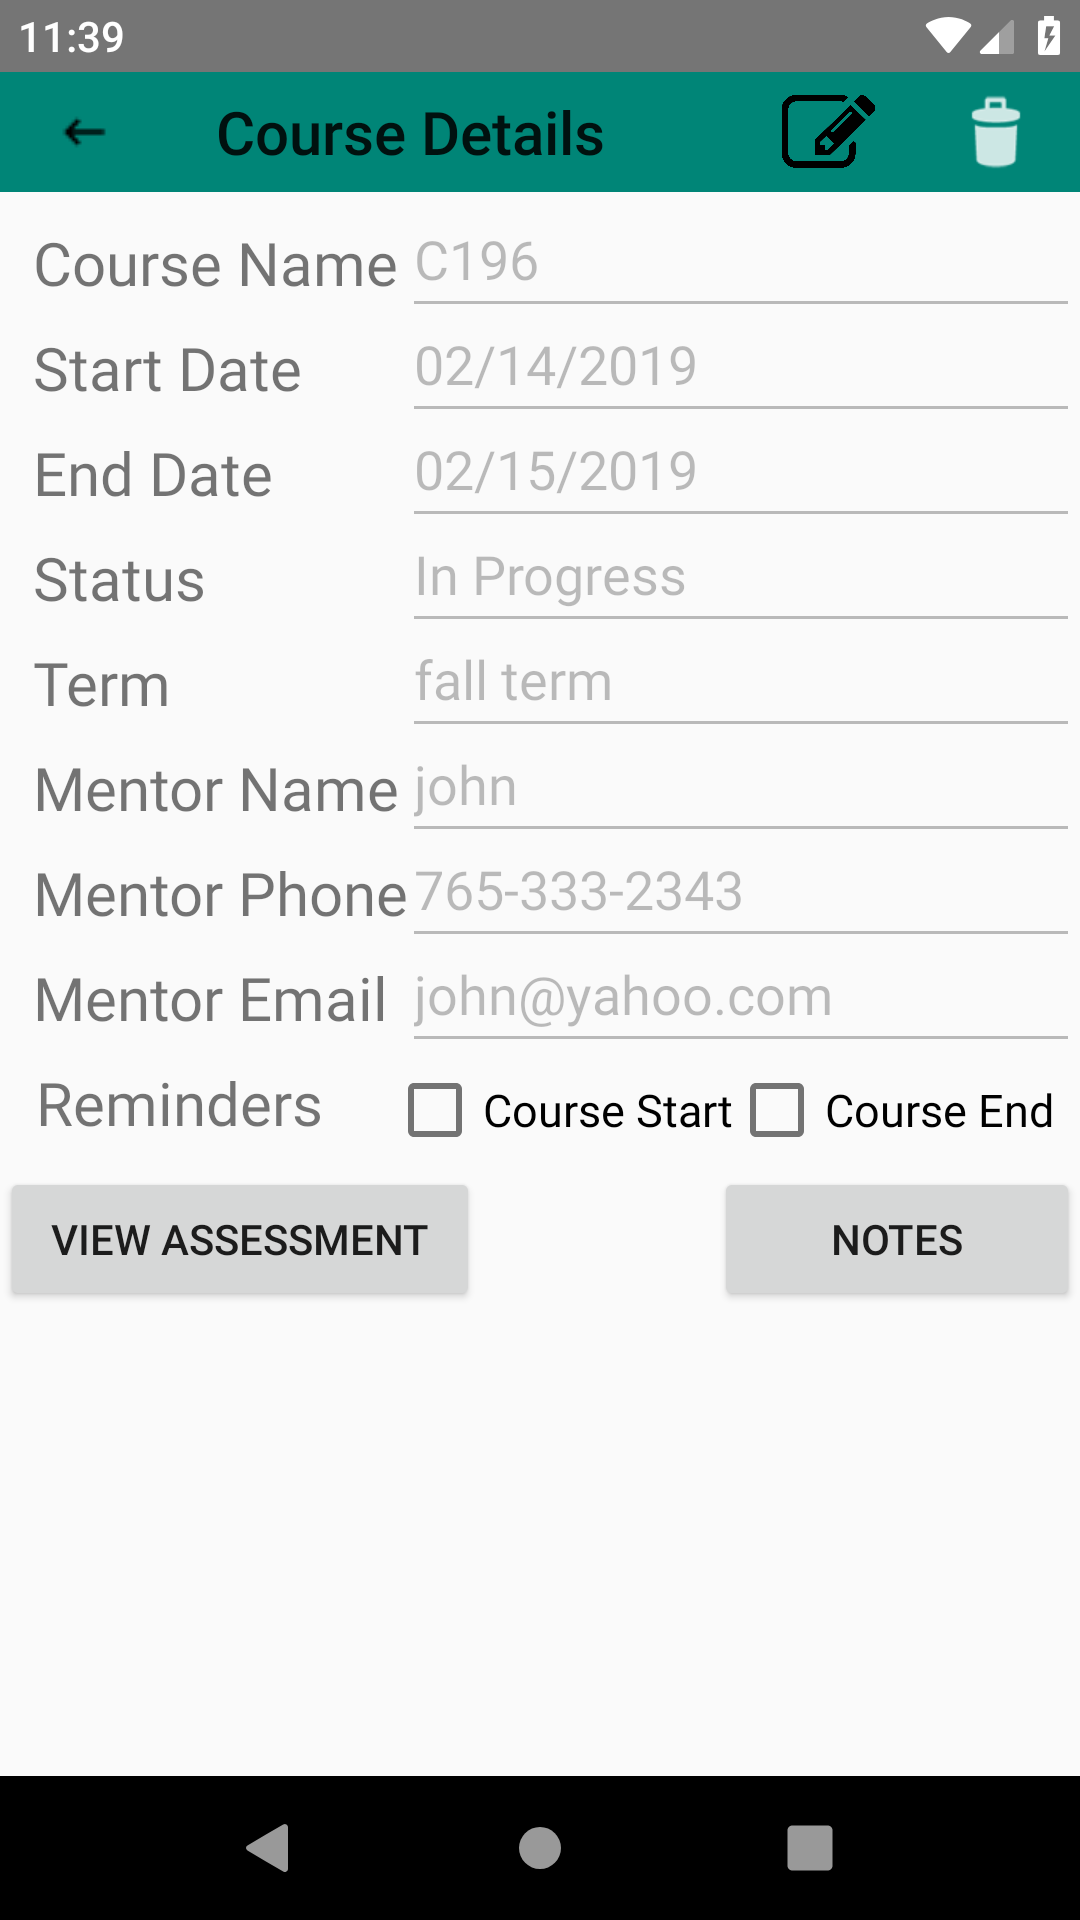 11:39
Course Details
Course Name C196
Start Date 02/14/2019
End Date 02/15/2019
Status In Progress
Term fall term
Mentor Name john
Mentor Phone 765-333-2343
Mentor Email john@yahoo.com
Reminders Course Start Course End
VIEW ASSESSMENT NOTES